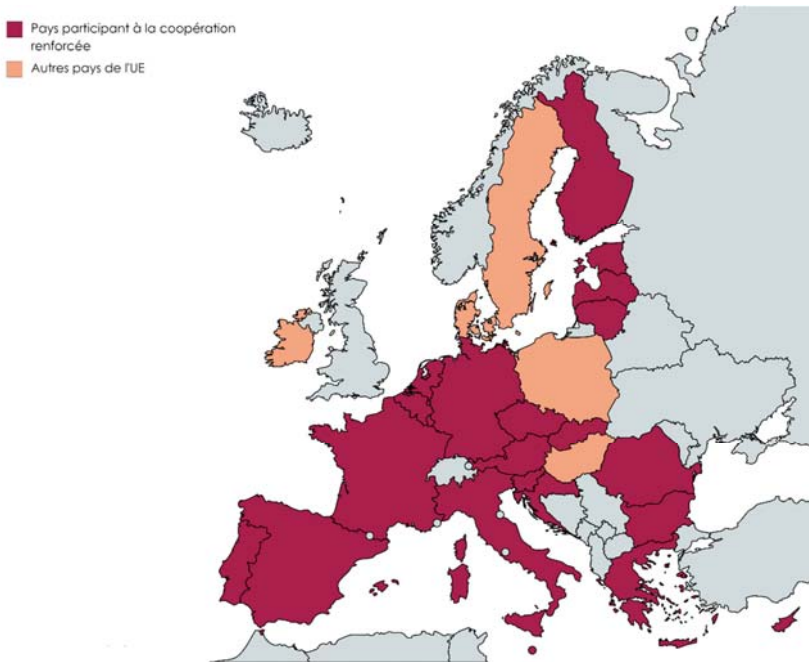 Pays participant à la coopération
renforcée
Autres pays de l'UE